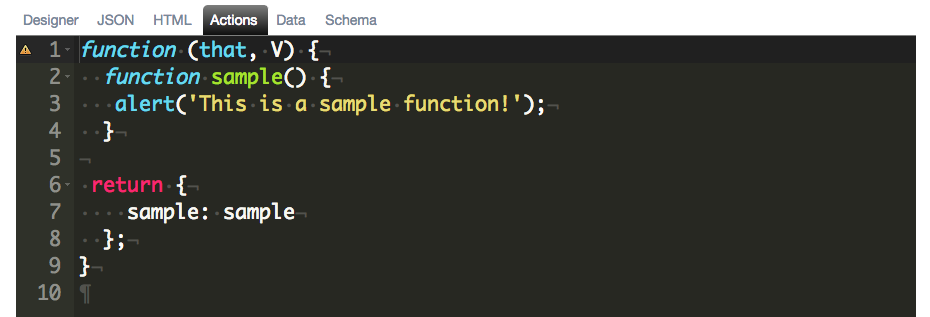 Designer JSON HTML Actions Data Schema
1 function (that, V) {
2   function sample() {
3    alert('This is a sample function!');
4   }
5
6  return {
7     sample: sample
8   };
9 }
10